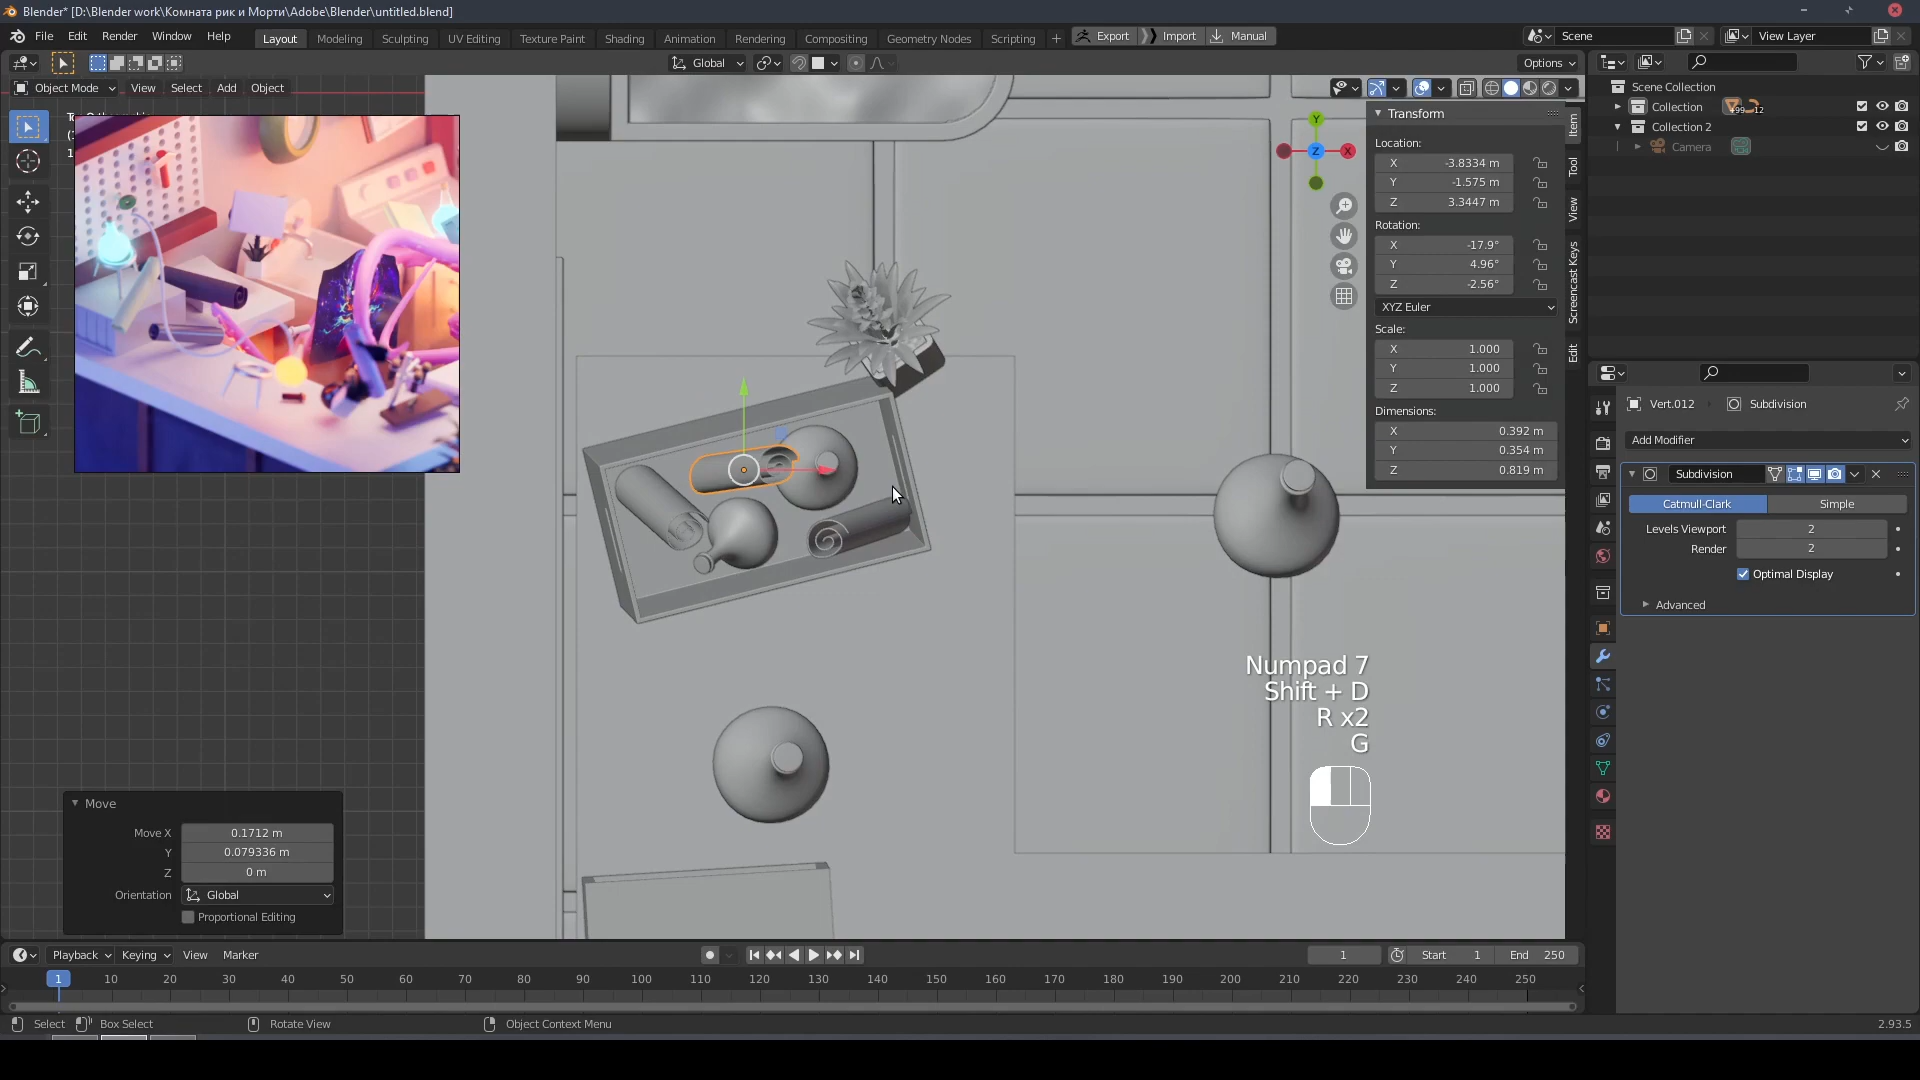 Blender* [D:\Blender work\Комната рик и Морти\Adobe\Blender\untitled.blend]
File Edit Render Window Help Layout Modeling Sculpting UV Editing Texture Paint Shading Animation Rendering Compositing Geometry Nodes Scripting + Export Import Manual Scene View Layer
Global Options
Object Mode View Select Add Object
Scene Collection
Collection +99 12
Collection 2
Camera
Transform
Location:
X -3.8334 m
Y -1.575 m
Z 3.3447 m
Rotation:
X -17.9°
Y 4.96°
Z -2.56°
XYZ Euler
Scale:
X 1.000
Y 1.000
Z 1.000
Dimensions:
X 0.392 m
Y 0.354 m
Z 0.819 m
Item
Tool
View
Screencast Keys
Edit
Y
Z X
Vert.012 Subdivision
Add Modifier
Subdivision
Catmull-Clark Simple
Levels Viewport 2
Render 2
Optimal Display
Advanced
Numpad 7
Shift + D
R x2
G
Move
Move X 0.1712 m
Y 0.079336 m
Z 0 m
Orientation Global
Proportional Editing
Playback Keying View Marker 1 Start 1 End 250
1 10 20 30 40 50 60 70 80 90 100 110 120 130 140 150 160 170 180 190 200 210 220 230 240 250
Select Box Select Rotate View Object Context Menu 2.93.5